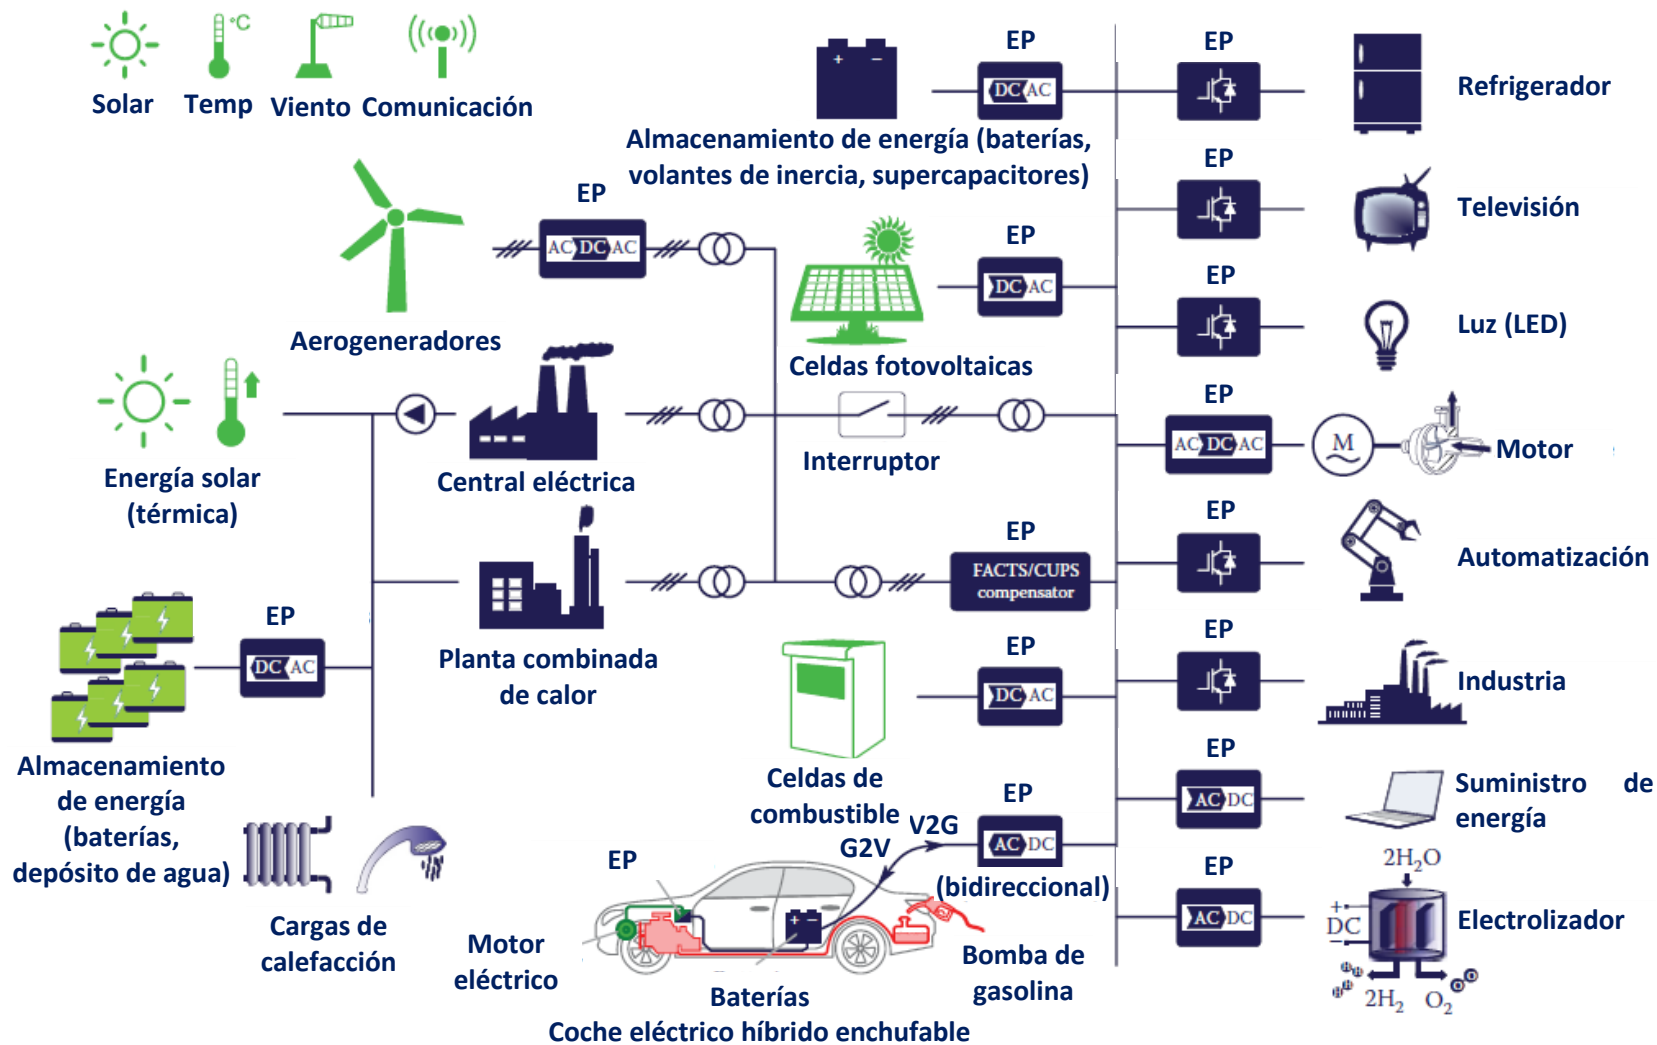 °C
Solar
Temp
Viento
Comunicación
+ −
EP
DC AC
Almacenamiento de energía (baterías,
volantes de inercia, supercapacitores)
EP
Refrigerador
EP
Televisión
EP
AC DC AC
Aerogeneradores
EP
DC AC
Celdas fotovoltaicas
EP
Luz (LED)
Energía solar
(térmica)
Central eléctrica
Interruptor
EP
AC DC AC
M
Motor
EP
FACTS/CUPS
compensator
EP
Automatización
EP
DC AC
Almacenamiento
de energía
(baterías,
depósito de agua)
Planta combinada
de calor
EP
DC AC
Celdas de
combustible
EP
Industria
Cargas de
calefacción
EP
Motor
eléctrico
+ −
Baterías
Coche eléctrico híbrido enchufable
V2G
G2V
EP
AC DC
(bidireccional)
Bomba de
gasolina
EP
AC DC
Suministro de
energía
EP
AC DC
2H₂O
+
DC
−
Electrolizador
2H₂
O₂